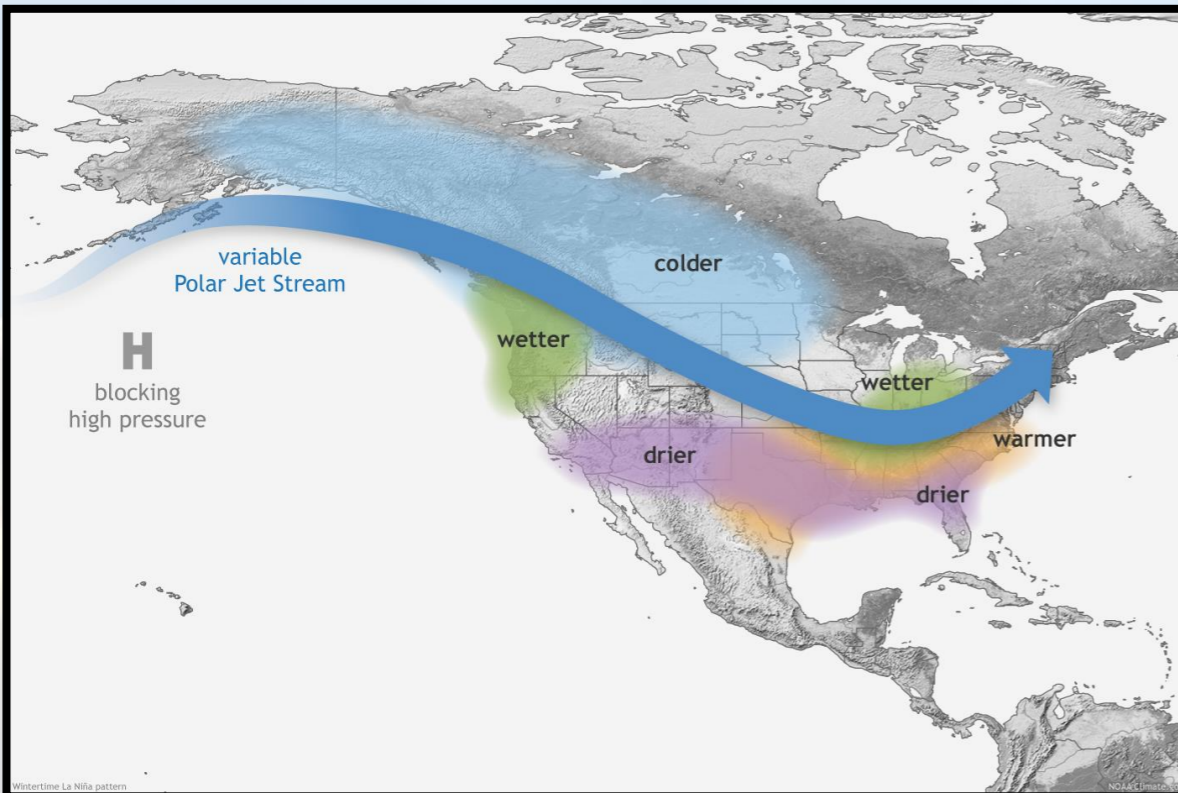 variable
Polar Jet Stream
H
blocking
high pressure
colder
wetter
wetter
warmer
drier
drier
Wintertime La Niña pattern
NOAA Climate